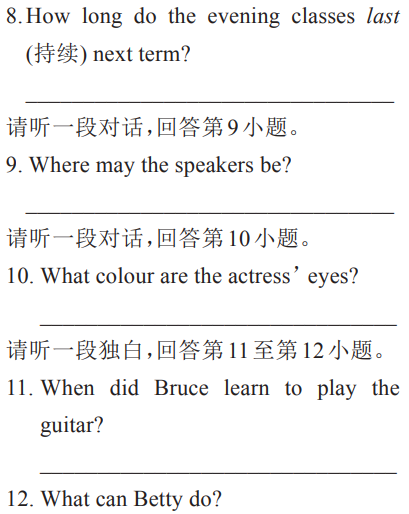 8.How long do the evening classes last
(持续) next term?
请听一段对话,回答第9小题。
9. Where may the speakers be?
请听一段对话,回答第10小题。
10. What colour are the actress’ eyes?
请听一段独白,回答第11至第12小题。
11. When did Bruce learn to play the
guitar?
12. What can Betty do?